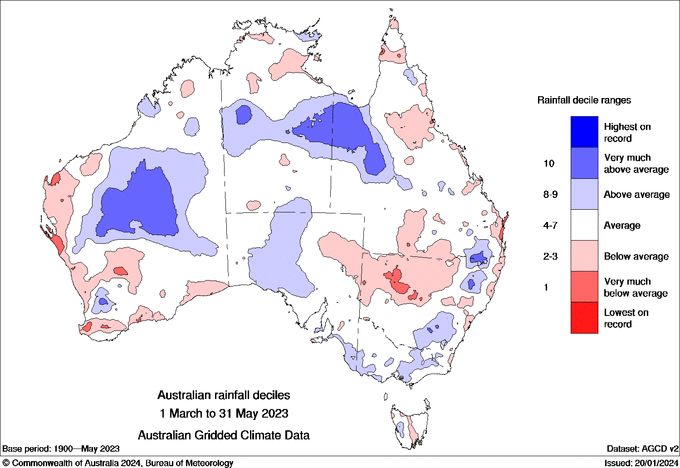 Rainfall decile ranges
Highest on
record
10
Very much
above average
8-9
Above average
4-7
Average
2-3
Below average
1
Very much
below average
Lowest on
record
Australian rainfall deciles
1 March to 31 May 2023
Australian Gridded Climate Data
Base period: 1900—May 2023
Dataset: AGCD v2
© Commonwealth of Australia 2024, Bureau of Meteorology
Issued: 20/01/2024